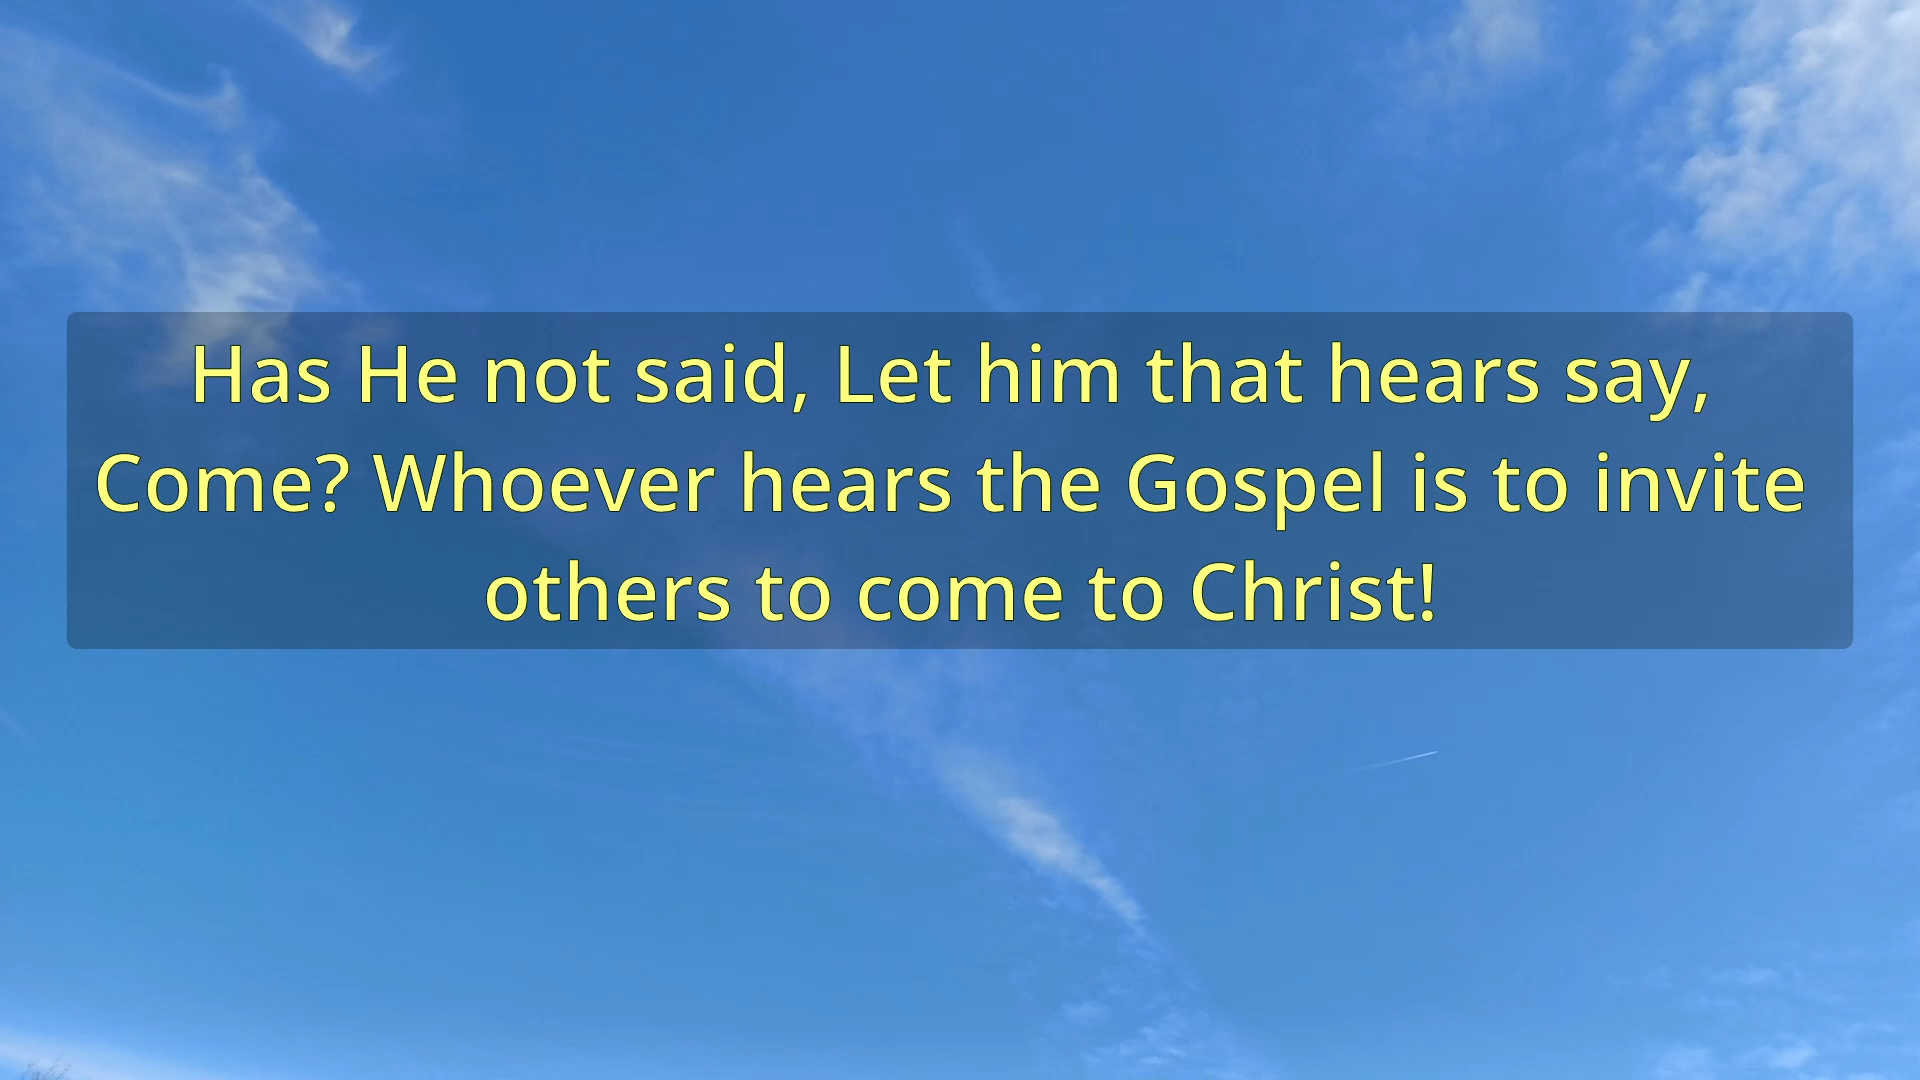 Has He not said, Let him that hears say,
Come? Whoever hears the Gospel is to invite
others to come to Christ!